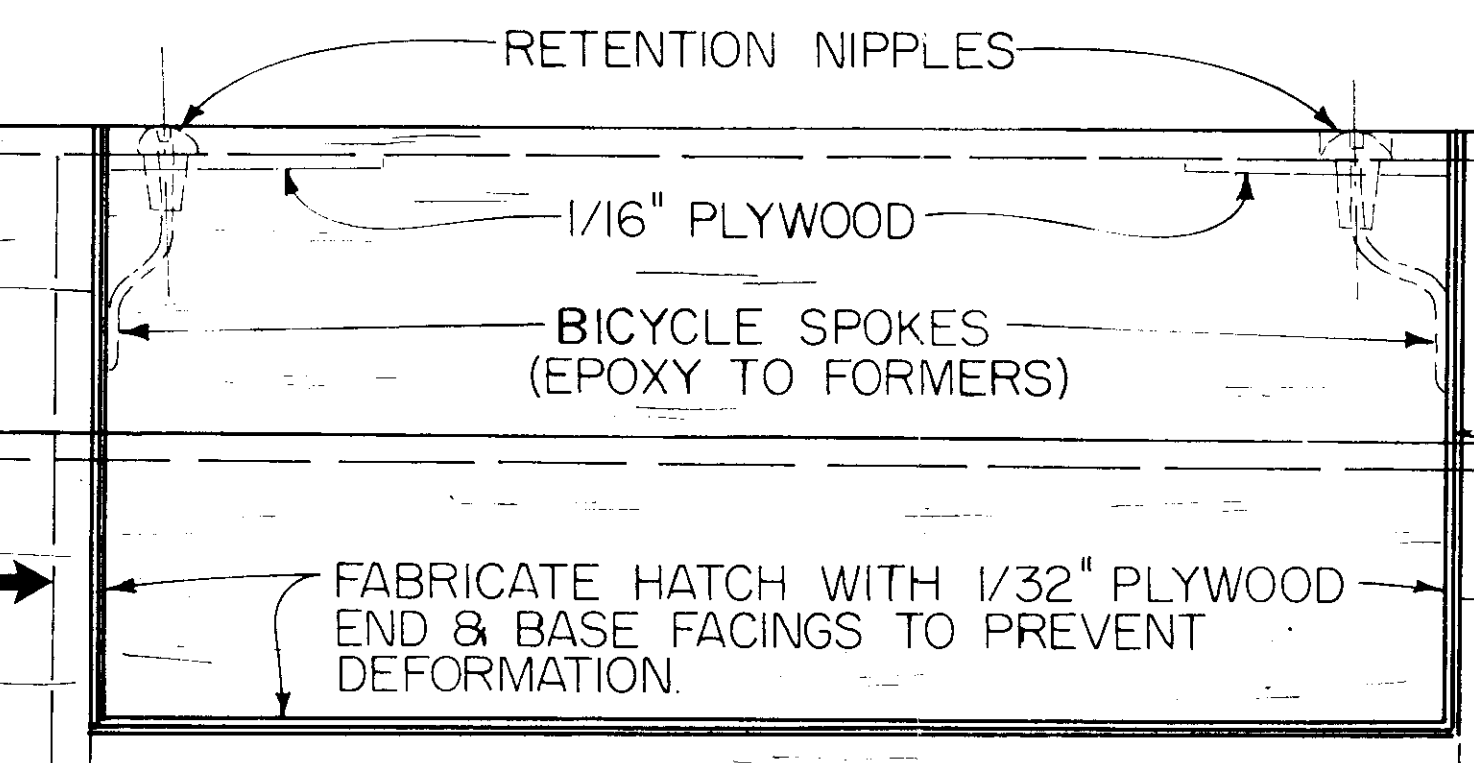 RETENTION NIPPLES
1/16" PLYWOOD
BICYCLE SPOKES
(EPOXY TO FORMERS)
FABRICATE HATCH WITH 1/32" PLYWOOD
END & BASE FACINGS TO PREVENT
DEFORMATION.